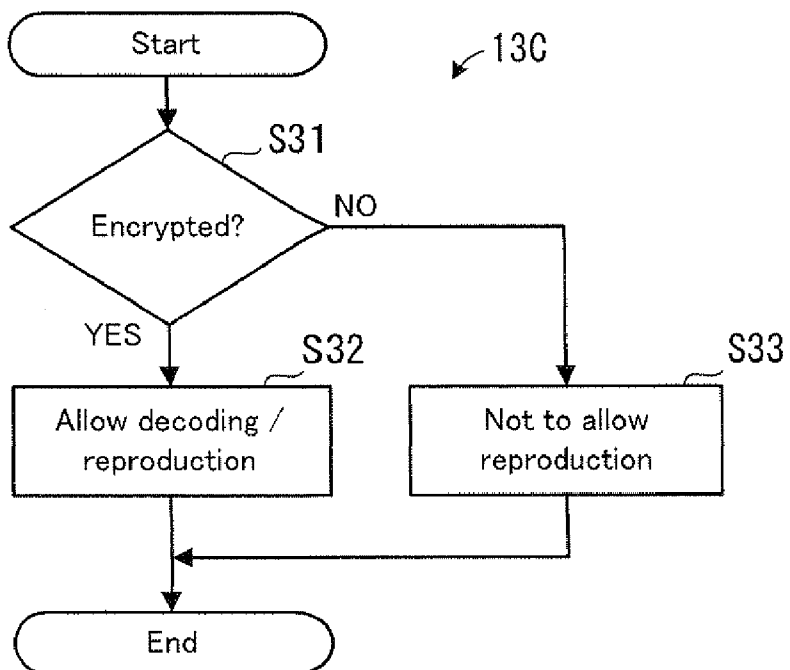 Start
13C
S31
Encrypted?
NO
YES
S32
S33
Allow decoding /
reproduction
Not to allow
reproduction
End